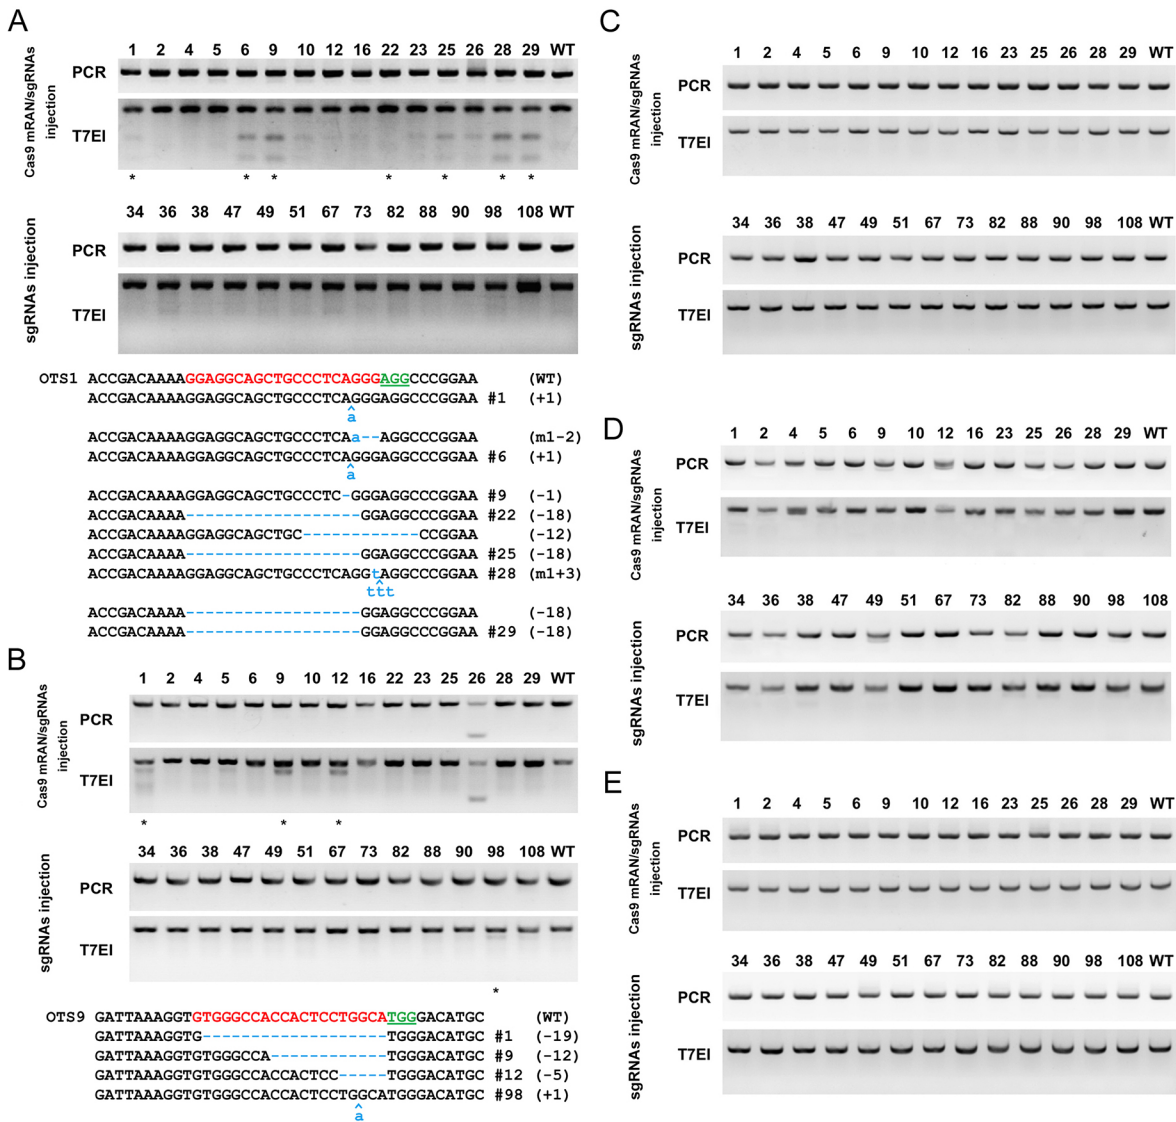 A
1 2 4 5 6 9 10 12 16 22 23 25 26 28 29 WT
Cas9 mRAN/sgRNAs
injection
PCR
T7EI
* * * * * * *
34 36 38 47 49 51 67 73 82 88 90 98 108 WT
sgRNAs injection
PCR
T7EI
OTS1 ACCGACAAAAGGAGGCAGCTGCCCTCAGGGAGGCCCGGAA (WT)
ACCGACAAAAGGAGGCAGCTGCCCTCAGGGAGGCCCGGAA #1 (+1)
^
a
ACCGACAAAAGGAGGCAGCTGCCCTCAa--AGGCCCGGAA (m1-2)
ACCGACAAAAGGAGGCAGCTGCCCTCAGGGAGGCCCGGAA #6 (+1)
^
a
ACCGACAAAAGGAGGCAGCTGCCCTC-GGGAGGCCCGGAA #9 (-1)
ACCGACAAAA------------------GGAGGCCCGGAA #22 (-18)
ACCGACAAAAGGAGGCAGCTGC------------CCGGAA (-12)
ACCGACAAAA------------------GGAGGCCCGGAA #25 (-18)
ACCGACAAAAGGAGGCAGCTGCCCTCAGGtAGGCCCGGAA #28 (m1+3)
^
ttt
ACCGACAAAA------------------GGAGGCCCGGAA (-18)
ACCGACAAAA------------------GGAGGCCCGGAA #29 (-18)
B
1 2 4 5 6 9 10 12 16 22 23 25 26 28 29 WT
Cas9 mRAN/sgRNAs
injection
PCR
T7EI
* * *
34 36 38 47 49 51 67 73 82 88 90 98 108 WT
sgRNAs injection
PCR
T7EI
*
OTS9 GATTAAAGGTGTGGGCCACCACTCCTGGCATGGGACATGC (WT)
GATTAAAGGTG-------------------TGGGACATGC #1 (-19)
GATTAAAGGTGTGGGCCA------------TGGGACATGC #9 (-12)
GATTAAAGGTGTGGGCCACCACTCC-----TGGGACATGC #12 (-5)
GATTAAAGGTGTGGGCCACCACTCCTGGCATGGGACATGC #98 (+1)
^
a
C
1 2 4 5 6 9 10 12 16 23 25 26 28 29 WT
Cas9 mRAN/sgRNAs
injection
PCR
T7EI
34 36 38 47 49 51 67 73 82 88 90 98 108 WT
sgRNAs injection
PCR
T7EI
D
1 2 4 5 6 9 10 12 16 23 25 26 28 29 WT
Cas9 mRAN/sgRNAs
injection
PCR
T7EI
34 36 38 47 49 51 67 73 82 88 90 98 108
sgRNAs injection
PCR
T7EI
E
1 2 4 5 6 9 10 12 16 23 25 26 28 29 WT
Cas9 mRAN/sgRNAs
injection
PCR
T7EI
34 36 38 47 49 51 67 73 82 88 90 98 108 WT
sgRNAs injection
PCR
T7EI